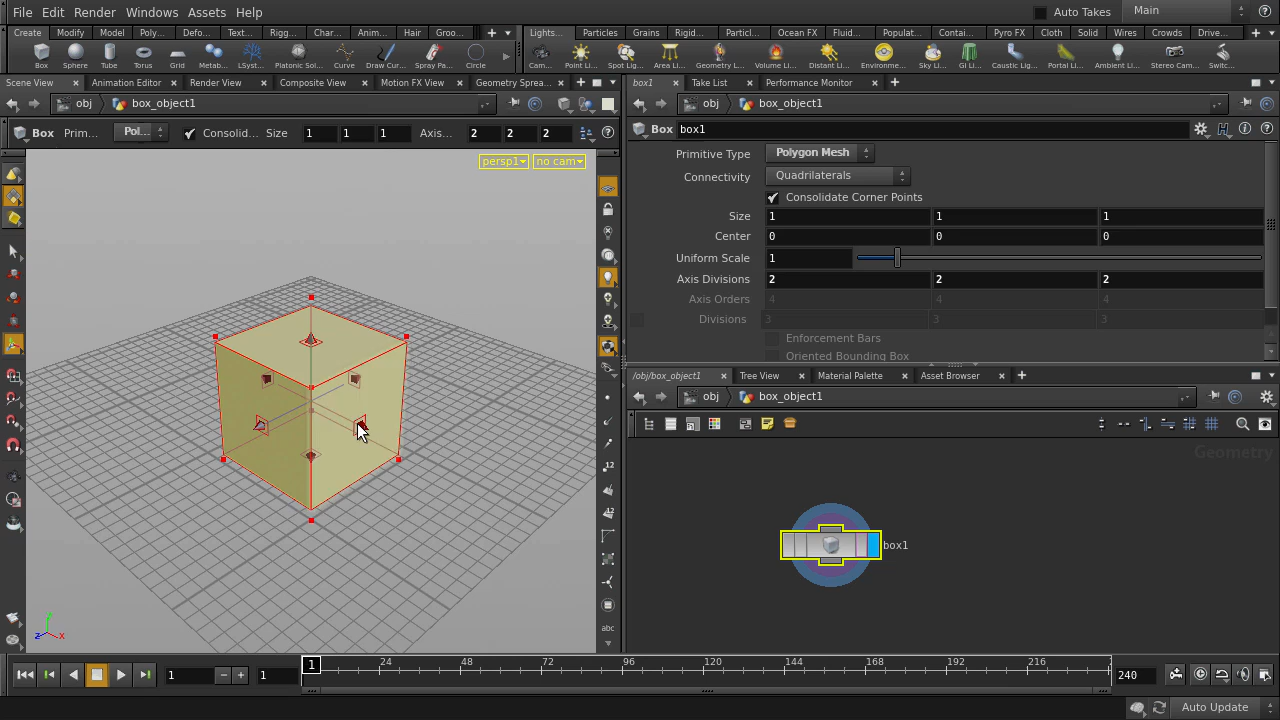 File Edit Render Windows Assets Help
Auto Takes Main
Create Modify Model Poly... Defo... Text... Rigg... Char... Anim... Hair Groo...
Lights... Particles Grains Rigid... Particl... Ocean FX Fluid... Populat... Contai... Pyro FX Cloth Solid Wires Crowds Drive...
Box Sphere Tube Torus Grid Metab... LSyst... Platonic Sol... Curve Draw Cur... Spray Pa... Circle
Cam... Point Li... Spot Lig... Area Li... Geometry L... Volume Li... Distant Li... Environme... Sky Li... GI Li... Caustic Lig... Portal Li... Ambient Li... Stereo Cam... Switc...
Scene View Animation Editor Render View Composite View Motion FX View Geometry Sprea...
box1 Take List Performance Monitor
obj box_object1
obj box_object1
Box Prim... Pol... Consolid... Size 1 1 1 Axis... 2 2 2
Box box1
persp1 no cam
Primitive Type Polygon Mesh
Connectivity Quadrilaterals
Consolidate Corner Points
Size 1 1 1
Center 0 0 0
Uniform Scale 1
Axis Divisions 2 2 2
Axis Orders 4 4 4
Divisions 3 3 3
Enforcement Bars
Oriented Bounding Box
/obj/box_object1 Tree View Material Palette Asset Browser
obj box_object1
Geometry
box1
12
12
abc
z x
1 1 1 24 48 72 96 120 144 168 192 216 240
Auto Update